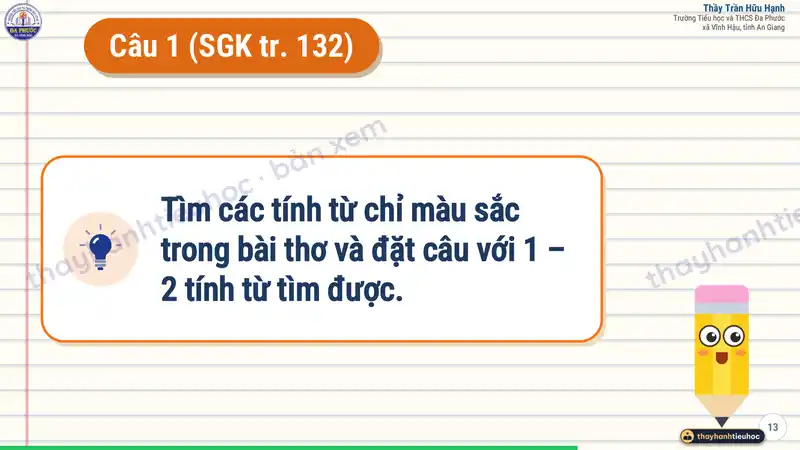 Thầy Trần Hữu Hạnh
Trường Tiểu học và THCS Đa Phước
xã Vĩnh Hậu, tỉnh An Giang
ĐA PHƯỚC
Câu 1 (SGK tr. 132)
thayhanhtieuhoc · bản xem
Tìm các tính từ chỉ màu sắc
trong bài thơ và đặt câu với 1 –
2 tính từ tìm được.
13
thayhanhtieuhoc